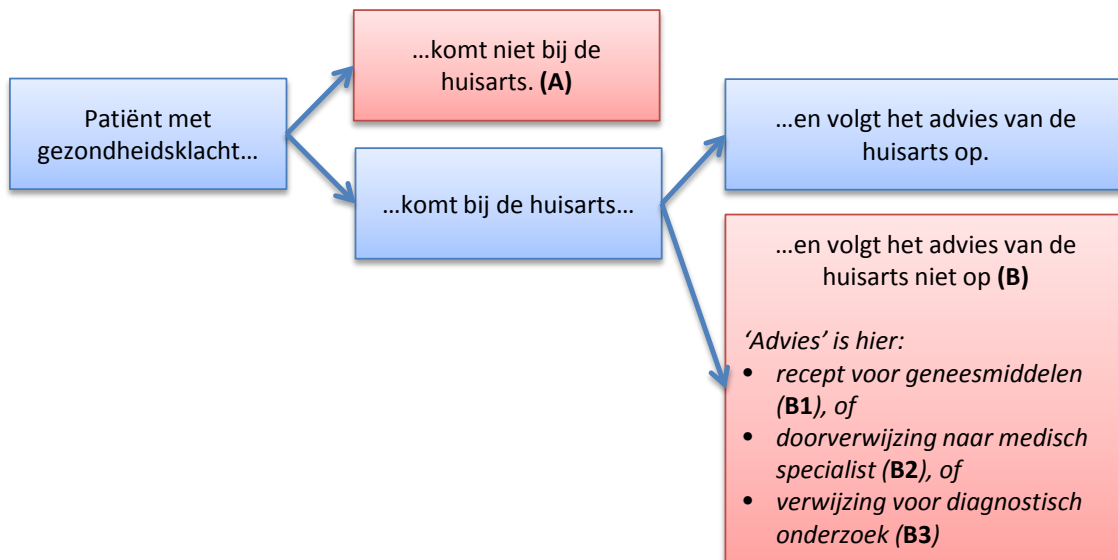 Patiënt met
gezondheidsklacht…
…komt niet bij de
huisarts. (A)
…komt bij de huisarts…
…en volgt het advies van de
huisarts op.
…en volgt het advies van de
huisarts niet op (B)
‘Advies’ is hier:
• recept voor geneesmiddelen
(B1), of
• doorverwijzing naar medisch
specialist (B2), of
• verwijzing voor diagnostisch
onderzoek (B3)